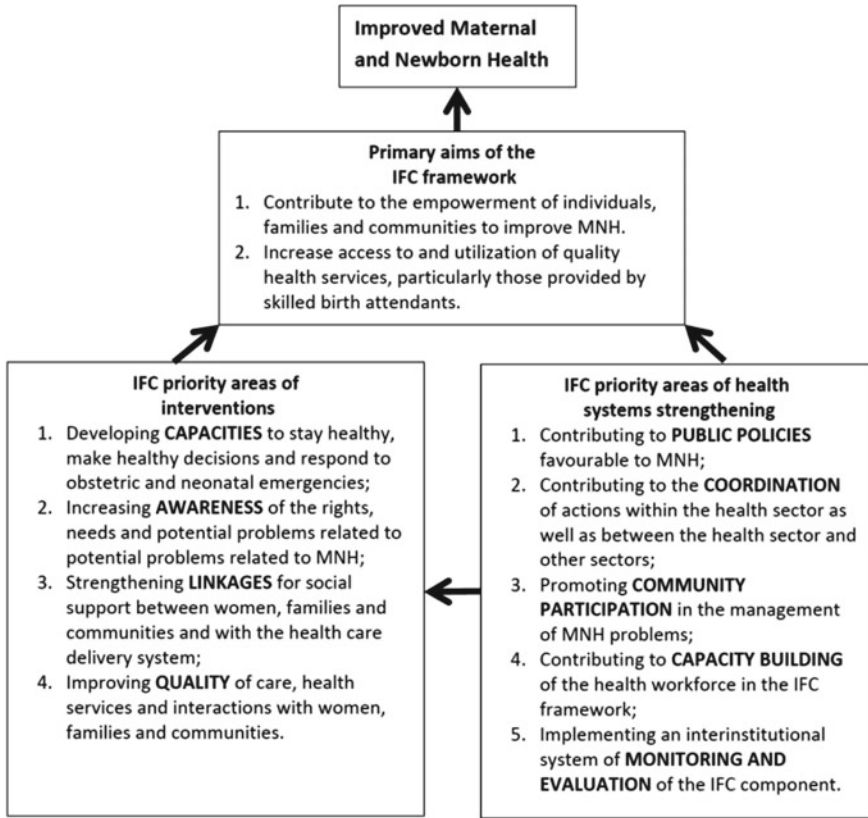 Improved Maternal
and Newborn Health
Primary aims of the
IFC framework
1. Contribute to the empowerment of individuals,
families and communities to improve MNH.
2. Increase access to and utilization of quality
health services, particularly those provided by
skilled birth attendants.
IFC priority areas of
interventions
1. Developing CAPACITIES to stay healthy,
make healthy decisions and respond to
obstetric and neonatal emergencies;
2. Increasing AWARENESS of the rights,
needs and potential problems related to
potential problems related to MNH;
3. Strengthening LINKAGES for social
support between women, families and
communities and with the health care
delivery system;
4. Improving QUALITY of care, health
services and interactions with women,
families and communities.
IFC priority areas of health
systems strengthening
1. Contributing to PUBLIC POLICIES
favourable to MNH;
2. Contributing to the COORDINATION
of actions within the health sector as
well as between the health sector and
other sectors;
3. Promoting COMMUNITY
PARTICIPATION in the management
of MNH problems;
4. Contributing to CAPACITY BUILDING
of the health workforce in the IFC
framework;
5. Implementing an interinstitutional
system of MONITORING AND
EVALUATION of the IFC component.